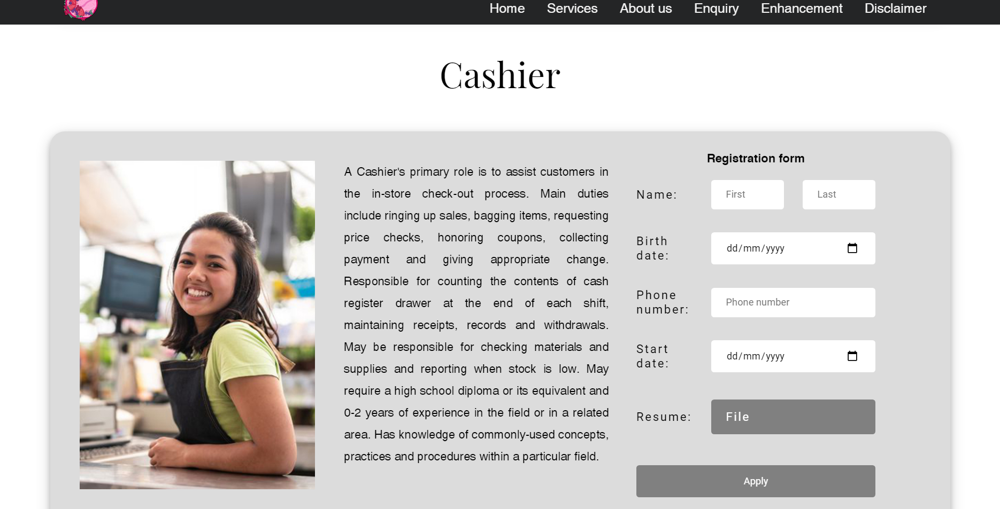 Home Services About us Enquiry Enhancement Disclaimer
Cashier
A Cashier's primary role is to assist customers in
the in-store check-out process. Main duties
include ringing up sales, bagging items, requesting
price checks, honoring coupons, collecting
payment and giving appropriate change.
Responsible for counting the contents of cash
register drawer at the end of each shift,
maintaining receipts, records and withdrawals.
May be responsible for checking materials and
supplies and reporting when stock is low. May
require a high school diploma or its equivalent and
0-2 years of experience in the field or in a related
area. Has knowledge of commonly-used concepts,
practices and procedures within a particular field.
Registration form
Name: First Last
Birth
date: dd/mm/yyyy
Phone
number: Phone number
Start
date: dd/mm/yyyy
Resume: File
Apply